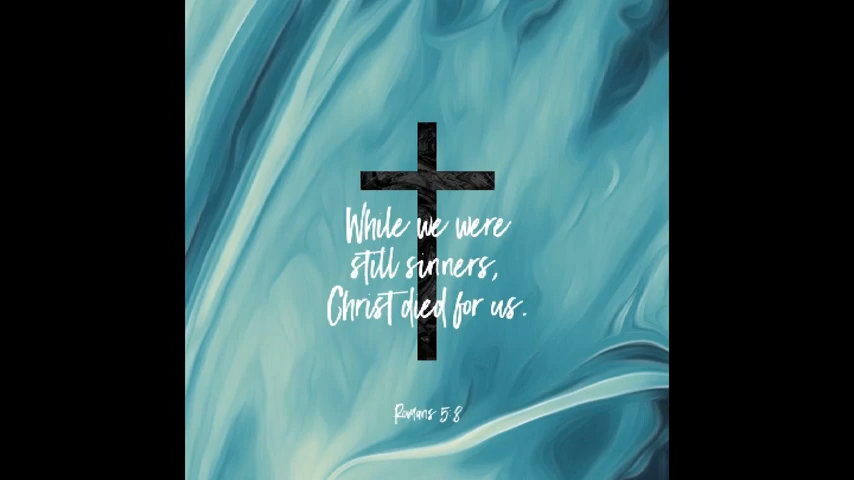 While we were
still sinners,
Christ died for us.
Romans 5:8